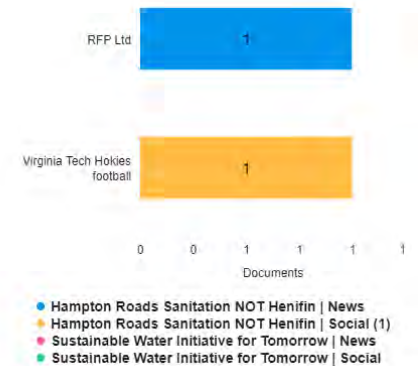 RFP Ltd
1
Virginia Tech Hokies
football
1
0 0 1 1 1 1
Documents
Hampton Roads Sanitation NOT Henifin | News
Hampton Roads Sanitation NOT Henifin | Social (1)
Sustainable Water Initiative for Tomorrow | News
Sustainable Water Initiative for Tomorrow | Social